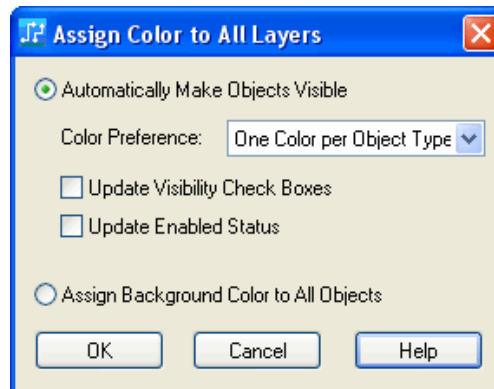 Assign Color to All Layers
Automatically Make Objects Visible
Color Preference: One Color per Object Type
Update Visibility Check Boxes
Update Enabled Status
Assign Background Color to All Objects
OK Cancel Help